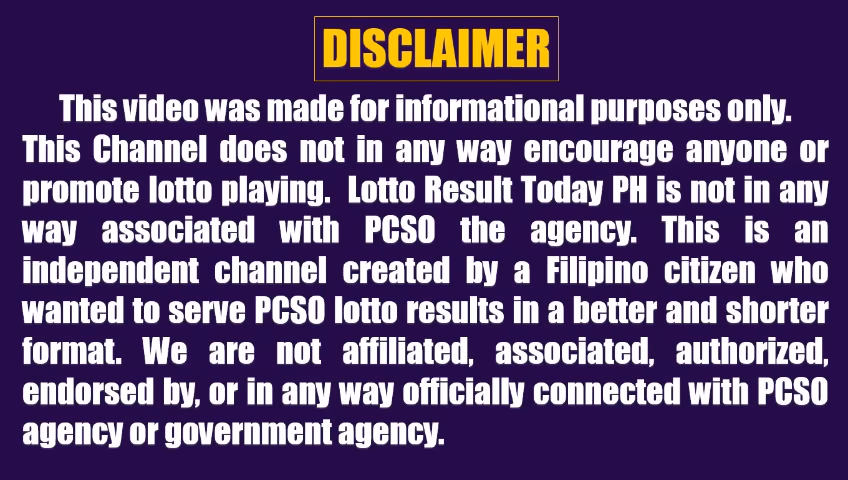 DISCLAIMER
This video was made for informational purposes only.
This Channel does not in any way encourage anyone or
promote lotto playing. Lotto Result Today PH is not in any
way associated with PCSO the agency. This is an
independent channel created by a Filipino citizen who
wanted to serve PCSO lotto results in a better and shorter
format. We are not affiliated, associated, authorized,
endorsed by, or in any way officially connected with PCSO
agency or government agency.